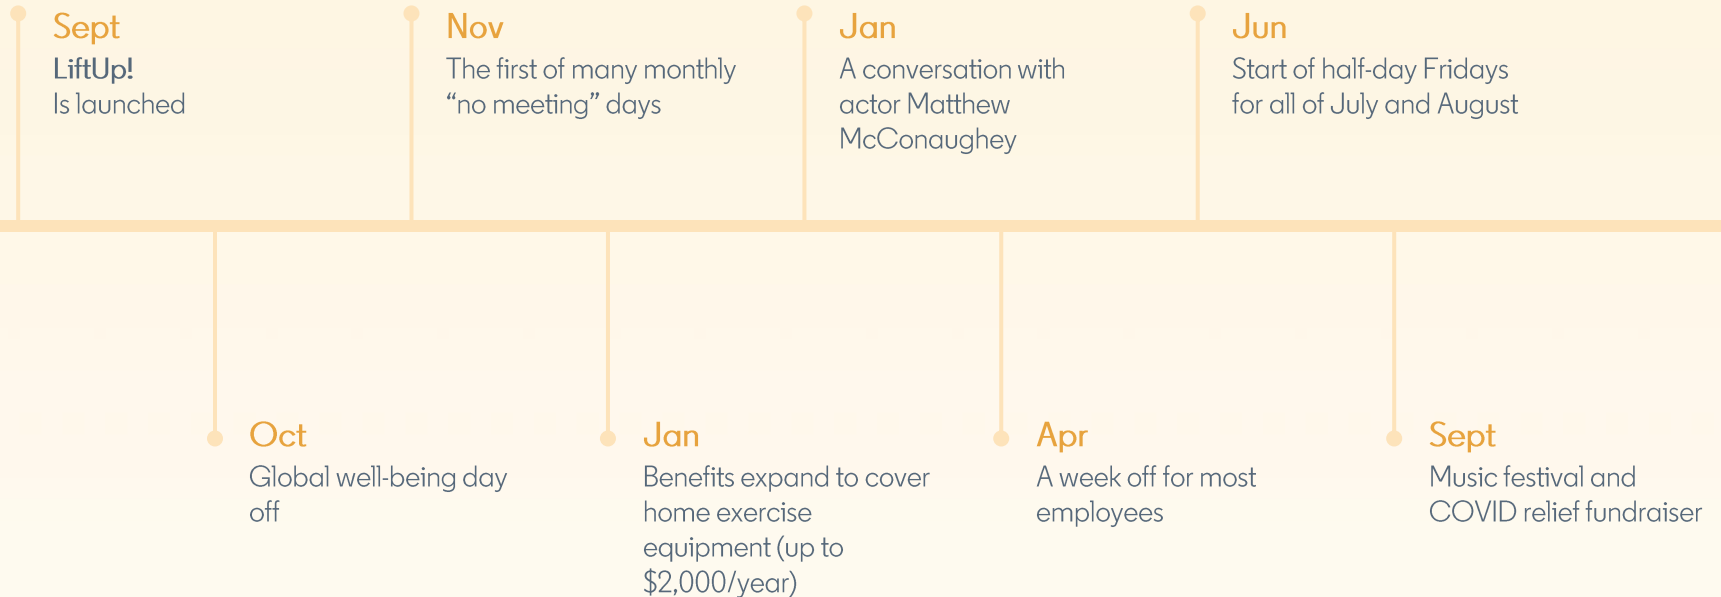 Sept
LiftUp!
Is launched
Oct
Global well-being day
off
Nov
The first of many monthly
“no meeting” days
Jan
Benefits expand to cover
home exercise
equipment (up to
$2,000/year)
Jan
A conversation with
actor Matthew
McConaughey
Apr
A week off for most
employees
Jun
Start of half-day Fridays
for all of July and August
Sept
Music festival and
COVID relief fundraiser